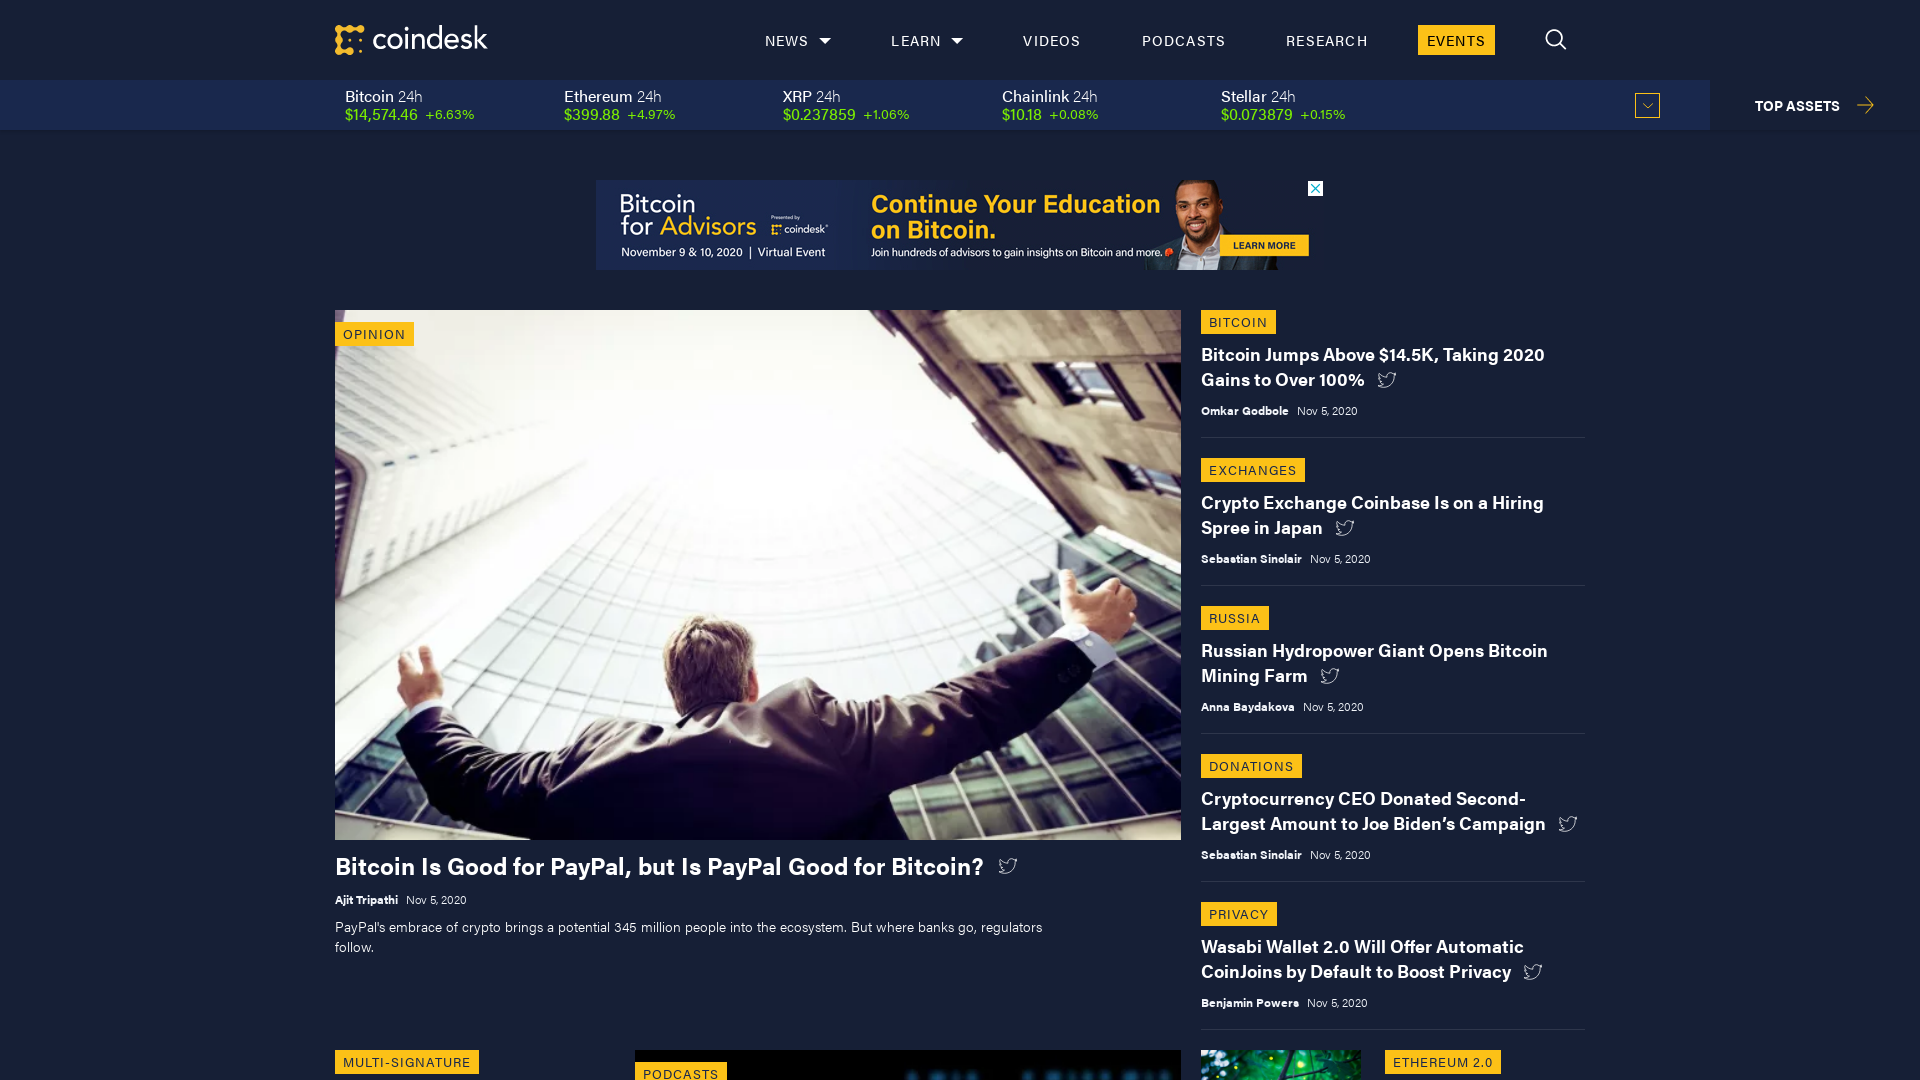 coindesk
NEWS
LEARN
VIDEOS
PODCASTS
RESEARCH
EVENTS
Bitcoin 24h
$14,574.46 +6.63%
Ethereum 24h
$399.88 +4.97%
XRP 24h
$0.237859 +1.06%
Chainlink 24h
$10.18 +0.08%
Stellar 24h
$0.073879 +0.15%
TOP ASSETS
Bitcoin
for Advisors
Presented by
coindesk
November 9 & 10, 2020 | Virtual Event
Continue Your Education
on Bitcoin.
Join hundreds of advisors to gain insights on Bitcoin and more.
LEARN MORE
OPINION
Bitcoin Is Good for PayPal, but Is PayPal Good for Bitcoin?
Ajit Tripathi Nov 5, 2020
PayPal's embrace of crypto brings a potential 345 million people into the ecosystem. But where banks go, regulators
follow.
BITCOIN
Bitcoin Jumps Above $14.5K, Taking 2020
Gains to Over 100%
Omkar Godbole Nov 5, 2020
EXCHANGES
Crypto Exchange Coinbase Is on a Hiring
Spree in Japan
Sebastian Sinclair Nov 5, 2020
RUSSIA
Russian Hydropower Giant Opens Bitcoin
Mining Farm
Anna Baydakova Nov 5, 2020
DONATIONS
Cryptocurrency CEO Donated Second-
Largest Amount to Joe Biden’s Campaign
Sebastian Sinclair Nov 5, 2020
PRIVACY
Wasabi Wallet 2.0 Will Offer Automatic
CoinJoins by Default to Boost Privacy
Benjamin Powers Nov 5, 2020
MULTI-SIGNATURE
PODCASTS
ETHEREUM 2.0